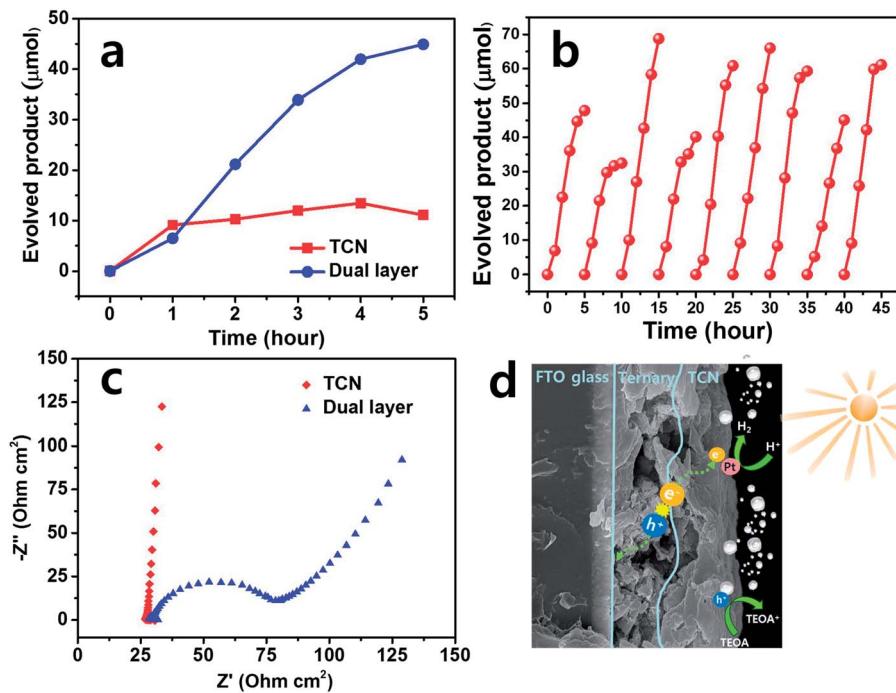 a
Evolved product (μmol)
50
40
30
20
10
0
TCN
Dual layer
0 1 2 3 4 5
Time (hour)
b
Evolved product (μmol)
70
60
50
40
30
20
10
0
0 5 10 15 20 25 30 35 40 45
Time (hour)
c
-Z'' (Ohm cm²)
150
125
100
75
50
25
0
TCN
Dual layer
0 25 50 75 100 125 150
Z' (Ohm cm²)
d
FTO glass Ternary TCN
H₂
H⁺
e⁻
Pt
e⁻
h⁺
h⁺
TEOA⁺
TEOA